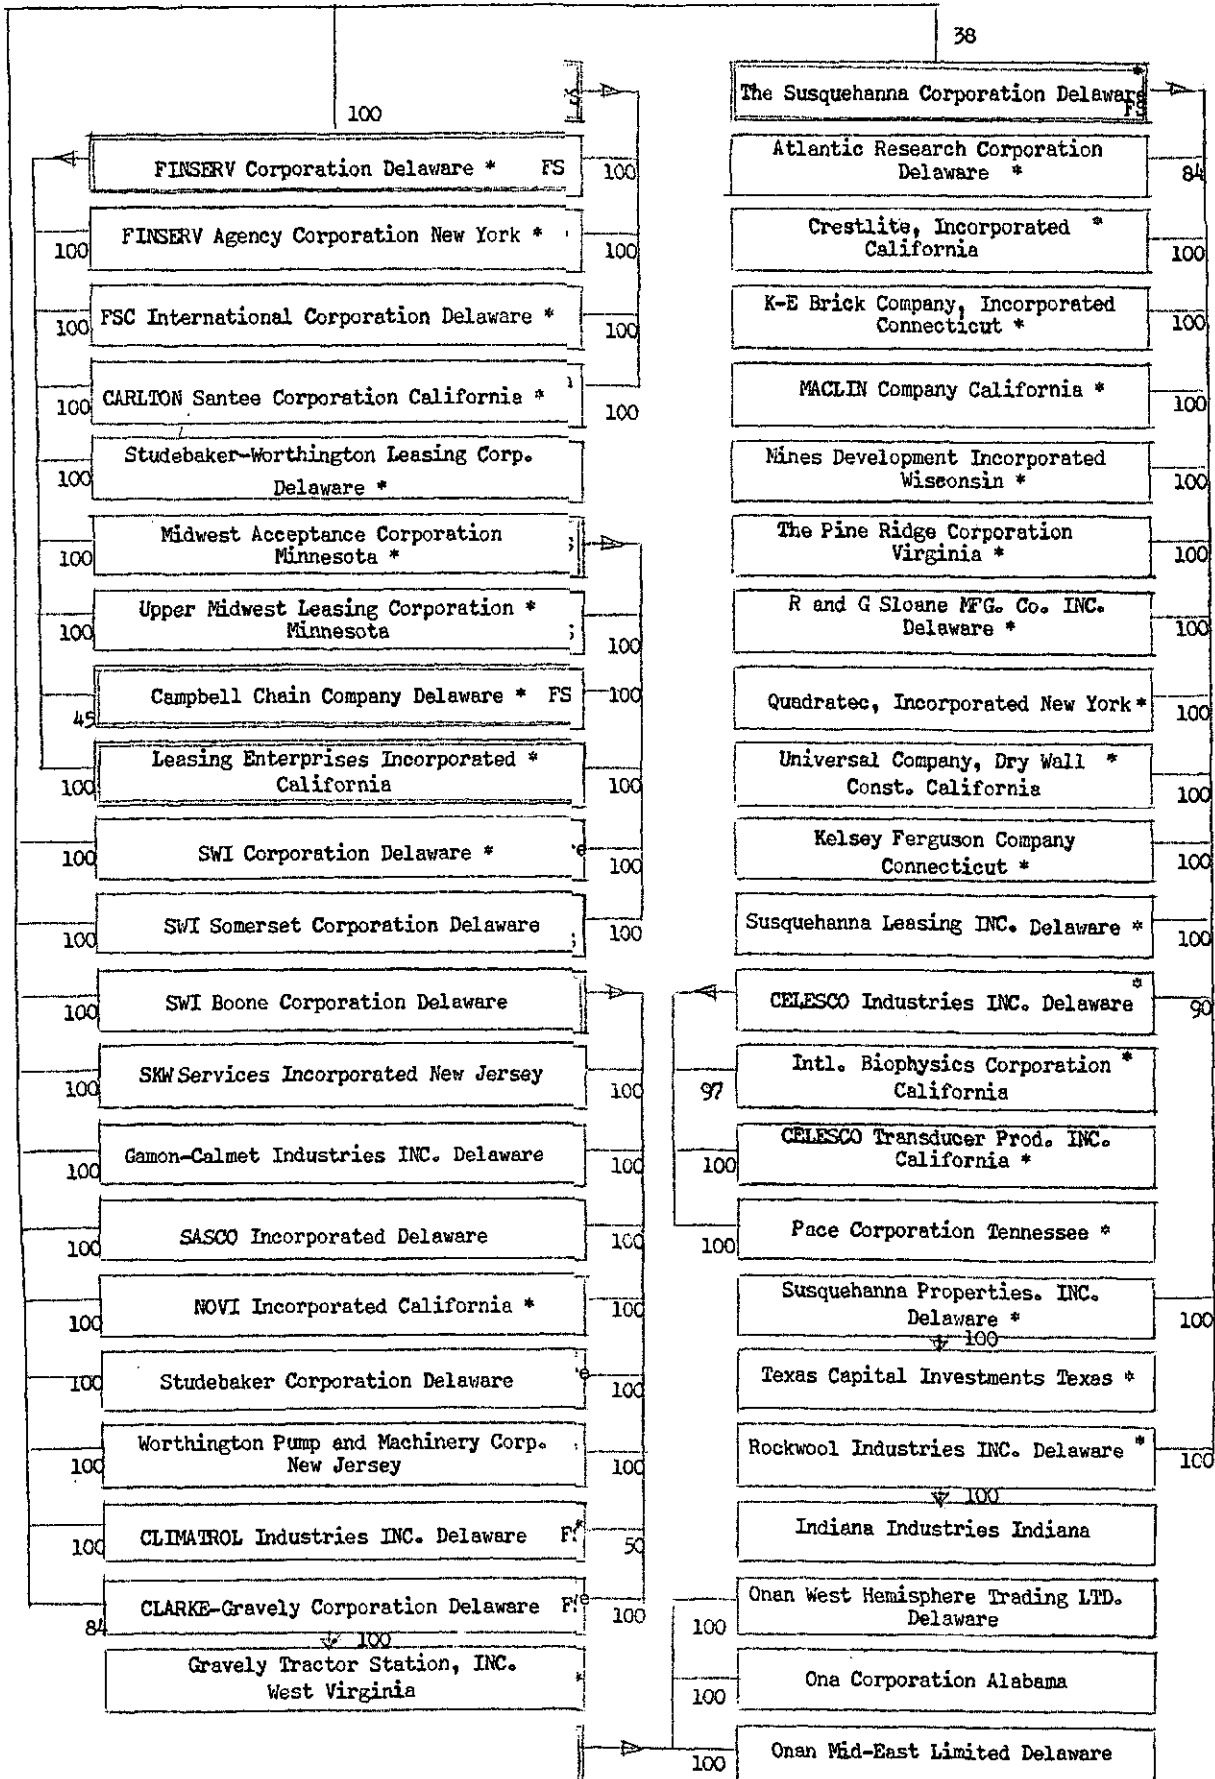 38
100
The Susquehanna Corporation Delaware *
FS
FINSERV Corporation Delaware * FS
100
Atlantic Research Corporation
Delaware *
84
100
FINSERV Agency Corporation New York *
100
Crestlite, Incorporated *
California
100
100
FSC International Corporation Delaware *
100
K-E Brick Company, Incorporated
Connecticut *
100
100
CARLTON Santee Corporation California *
100
MACLIN Company California *
100
100
Studebaker-Worthington Leasing Corp.
Delaware *
Mines Development Incorporated
Wisconsin *
100
100
Midwest Acceptance Corporation
Minnesota *
The Pine Ridge Corporation
Virginia *
100
100
Upper Midwest Leasing Corporation *
Minnesota
100
R and G Sloane MFG. Co. INC.
Delaware *
100
45
Campbell Chain Company Delaware * FS
100
Quadratec, Incorporated New York *
100
100
Leasing Enterprises Incorporated *
California
100
Universal Company, Dry Wall *
Const. California
100
100
SWI Corporation Delaware *
100
Kelsey Ferguson Company
Connecticut *
100
100
SWI Somerset Corporation Delaware
100
Susquehanna Leasing INC. Delaware *
100
100
SWI Boone Corporation Delaware
CELESCO Industries INC. Delaware *
90
100
SKW Services Incorporated New Jersey
100
97
Intl. Biophysics Corporation *
California
100
Gamon-Calmet Industries INC. Delaware
100
100
CELESCO Transducer Prod. INC.
California *
100
SASCO Incorporated Delaware
100
100
Pace Corporation Tennessee *
100
NOVI Incorporated California *
100
Susquehanna Properties. INC.
Delaware *
100
100
100
Studebaker Corporation Delaware
100
Texas Capital Investments Texas *
100
Worthington Pump and Machinery Corp.
New Jersey
100
Rockwool Industries INC. Delaware *
100
100
100
CLIMATROL Industries INC. Delaware
50
Indiana Industries Indiana
84
CLARKE-Gravely Corporation Delaware
100
100
100
Onan West Hemisphere Trading LTD.
Delaware
Gravely Tractor Station, INC.
West Virginia *
100
Ona Corporation Alabama
100
Onan Mid-East Limited Delaware